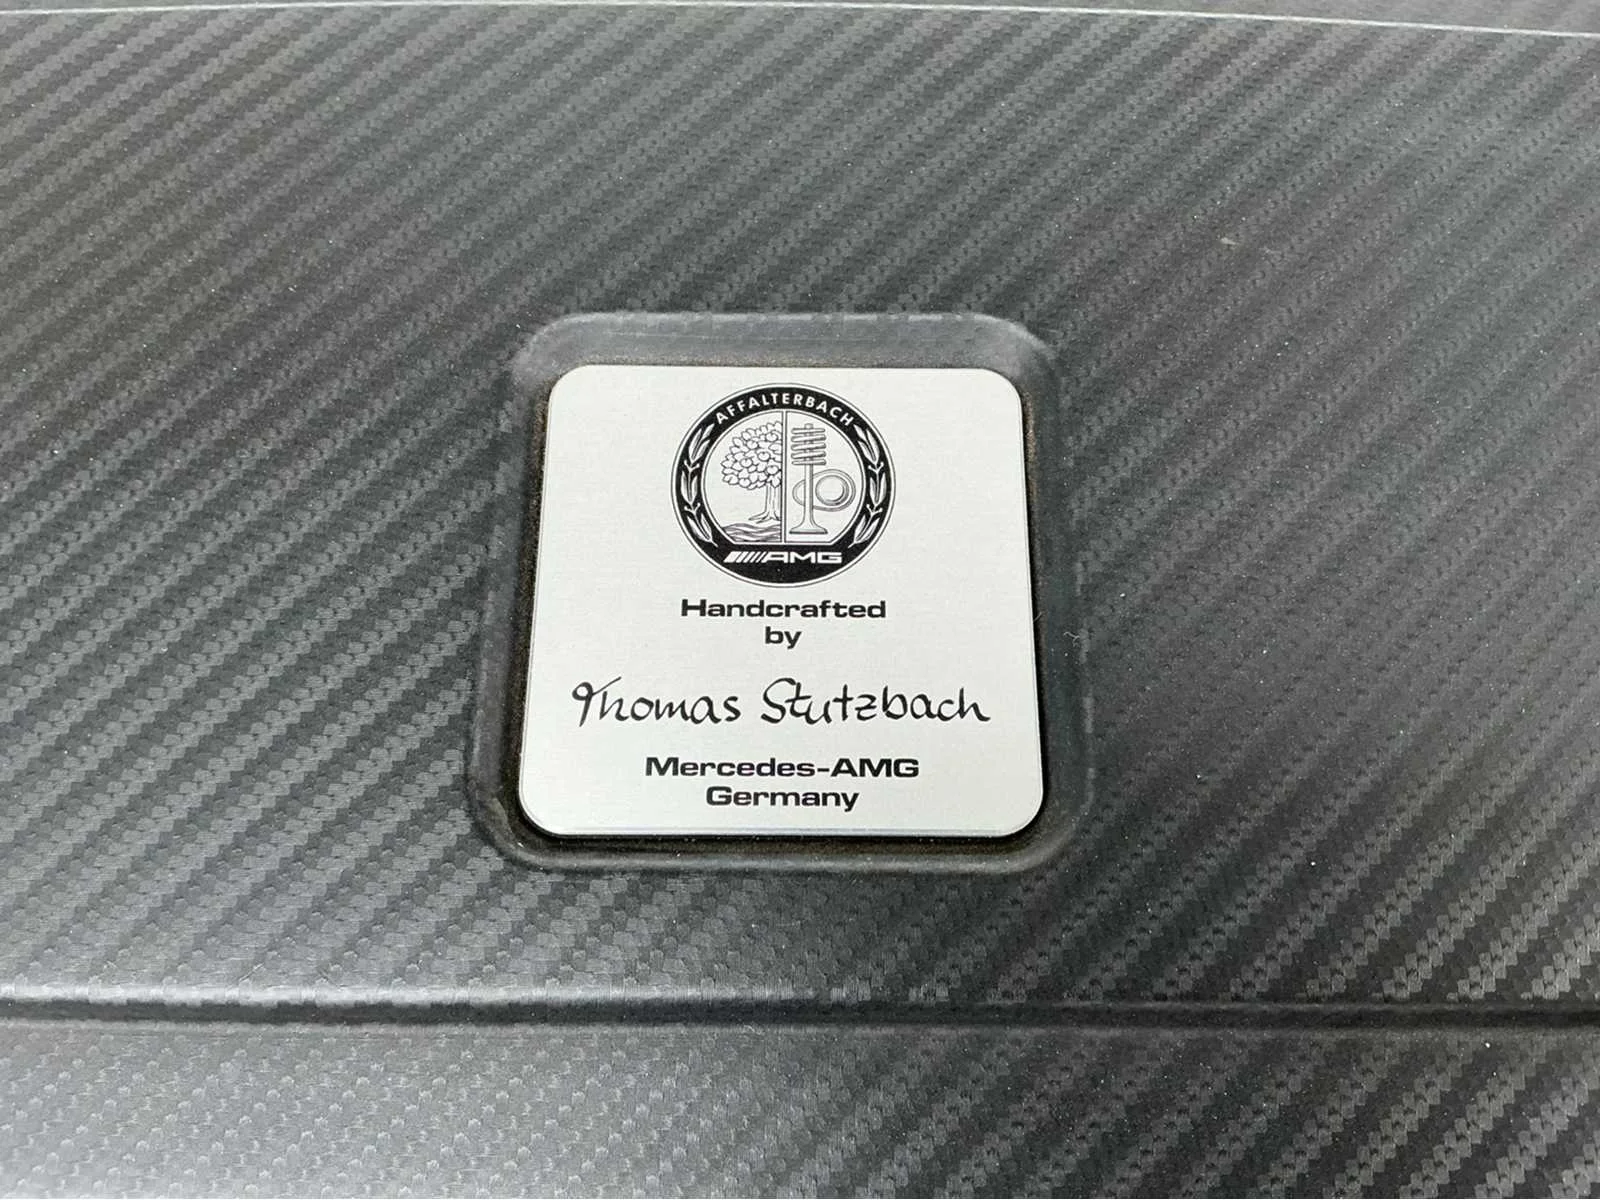 AFFALTERBACH
AMG
Handcrafted
by
Thomas Stutzbach
Mercedes-AMG
Germany